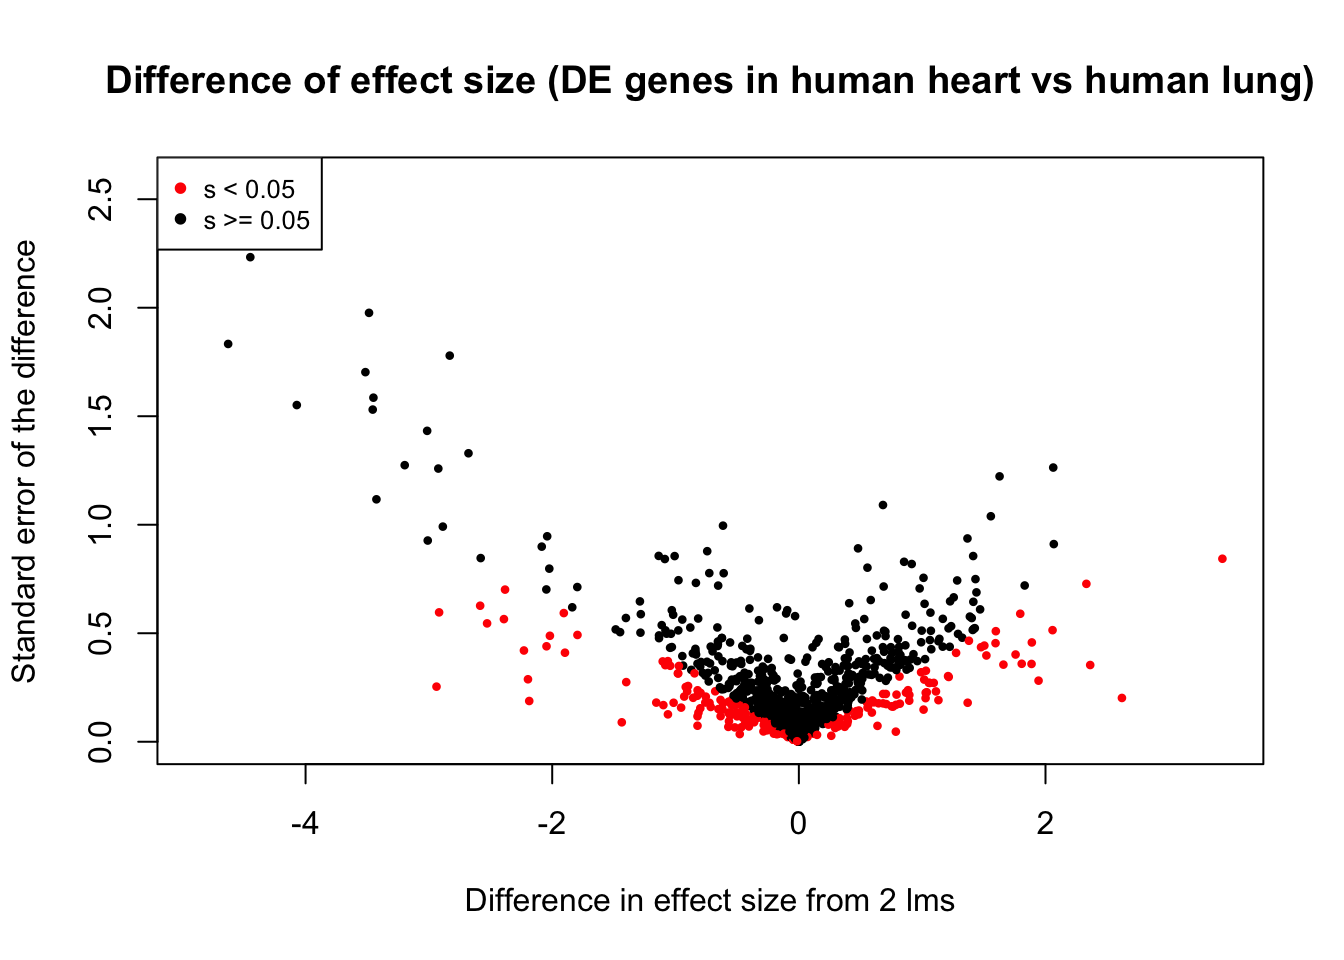 Difference of effect size (DE genes in human heart vs human lung)
s < 0.05
s >= 0.05
Standard error of the difference
2.5
2.0
1.5
1.0
0.5
0.0
-4 -2 0 2
Difference in effect size from 2 lms